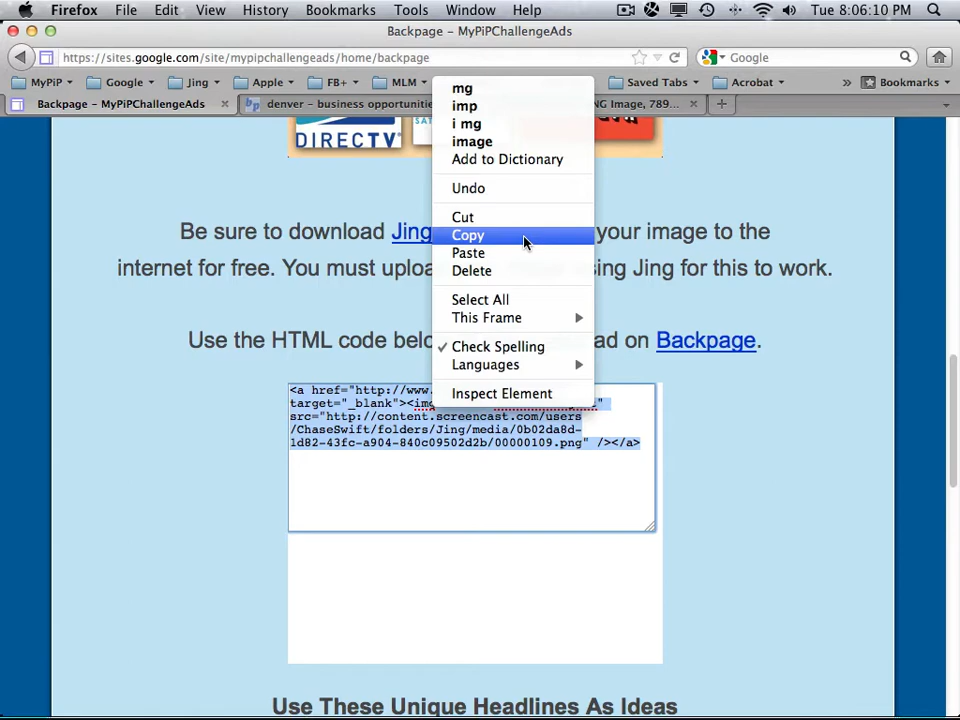 Firefox File Edit View History Bookmarks Tools Window Help Tue 8:06:10 PM
Backpage - MyPiPChallengeAds
https://sites.google.com/site/mypipchallengeads/home/backpage Google
MyPiP Google Jing Apple FB+ MLM Saved Tabs Acrobat » Bookmarks
Backpage - MyPiPChallengeAds × bp denver - business opportunities NG Image, 789... × +
mg
imp
i mg
image
Add to Dictionary
Undo
Cut
Copy
Paste
Delete
Select All
This Frame
✓ Check Spelling
Languages
Inspect Element
DIRECTV SAT
Be sure to download Jing your image to the
internet for free. You must uploa ing Jing for this to work.
Use the HTML code belo ad on Backpage.
<a href="http://www.
target="_blank"><img
src="http://content.screencast.com/users
/ChaseSwift/folders/Jing/media/0b02da8d-
1d82-43fc-a904-840c09502d2b/00000109.png" /></a>
Use These Unique Headlines As Ideas